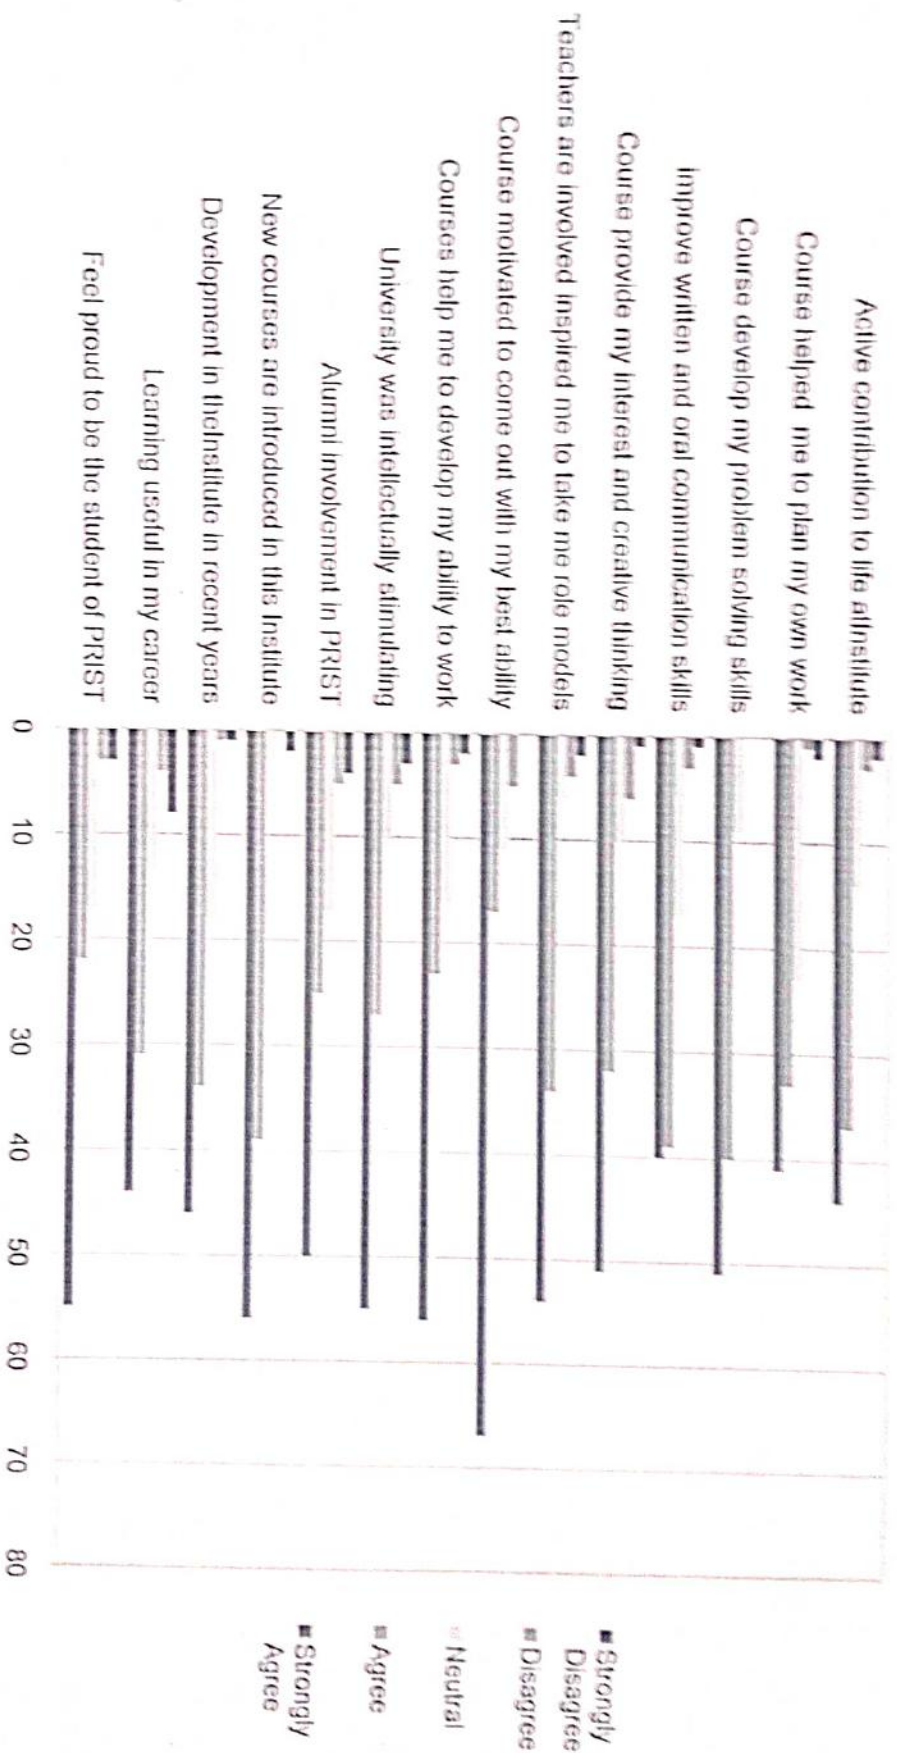 Active contribution to life atInstitute
Course helped me to plan my own work
Course develop my problem solving skills
improve written and oral communication skills
Course provide my interest and creative thinking
Teachers are involved inspired me to take me role models
Course motivated to come out with my best ability
Courses help me to develop my ability to work
University was intellectually stimulating
Alumni involvement in PRIST
New courses are introduced in this Institute
Development in theInstitute in recent years
Learning useful in my career
Feel proud to be the student of PRIST
0
10
20
30
40
50
60
70
80
Strongly
Disagree
Disagree
Neutral
Agree
Strongly
Agree